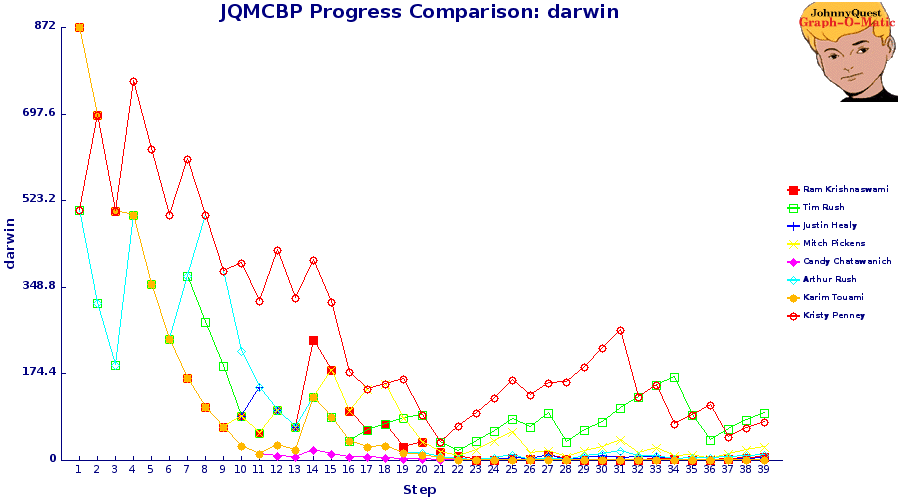 JQMCBP Progress Comparison: darwin
JohnnyQuest
Graph-O-Matic
872
697.6
523.2
348.8
174.4
0
darwin
1 2 3 4 5 6 7 8 9 10 11 12 13 14 15 16 17 18 19 20 21 22 23 24 25 26 27 28 29 30 31 32 33 34 35 36 37 38 39
Step
Ram Krishnaswami
Tim Rush
Justin Healy
Mitch Pickens
Candy Chatawanich
Arthur Rush
Karim Touami
Kristy Penney